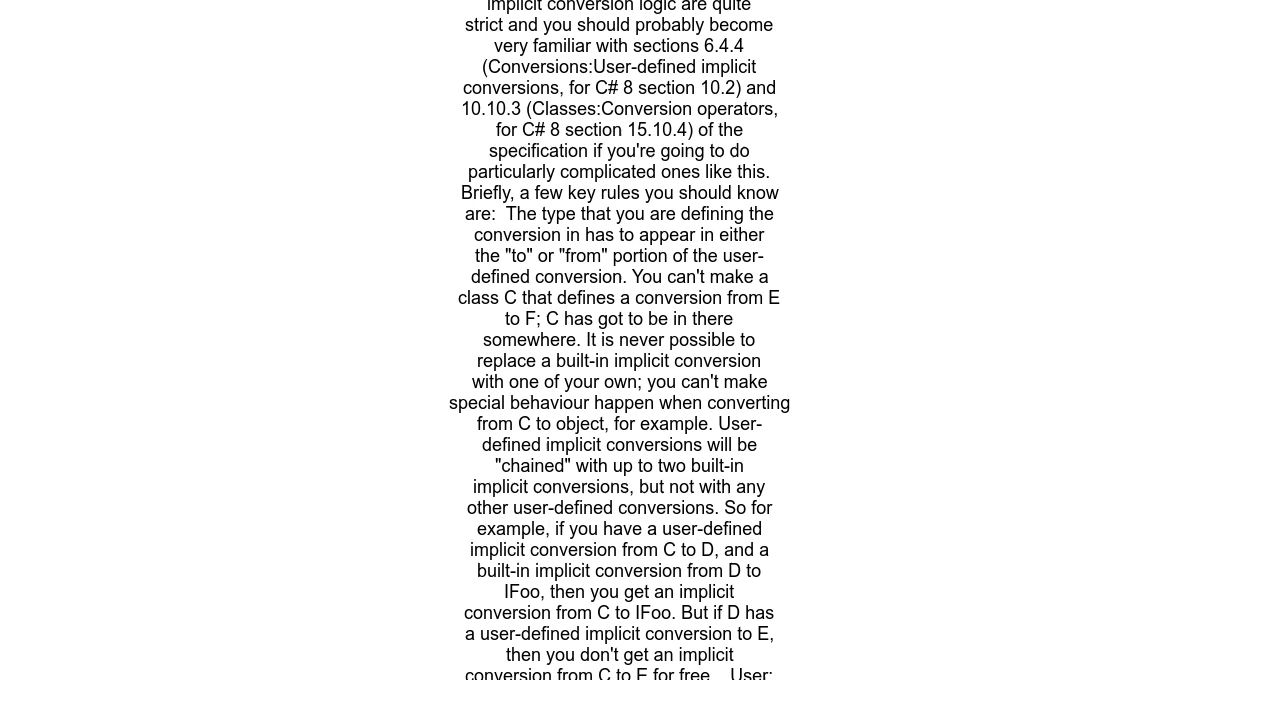 implicit conversion logic are quite
strict and you should probably become
very familiar with sections 6.4.4
(Conversions:User-defined implicit
conversions, for C# 8 section 10.2) and
10.10.3 (Classes:Conversion operators,
for C# 8 section 15.10.4) of the
specification if you're going to do
particularly complicated ones like this.
Briefly, a few key rules you should know
are:  The type that you are defining the
conversion in has to appear in either
the "to" or "from" portion of the user-
defined conversion. You can't make a
class C that defines a conversion from E
to F; C has got to be in there
somewhere. It is never possible to
replace a built-in implicit conversion
with one of your own; you can't make
special behaviour happen when converting
from C to object, for example. User-
defined implicit conversions will be
"chained" with up to two built-in
implicit conversions, but not with any
other user-defined conversions. So for
example, if you have a user-defined
implicit conversion from C to D, and a
built-in implicit conversion from D to
IFoo, then you get an implicit
conversion from C to IFoo. But if D has
a user-defined implicit conversion to E,
then you don't get an implicit
conversion from C to E for free.   User: